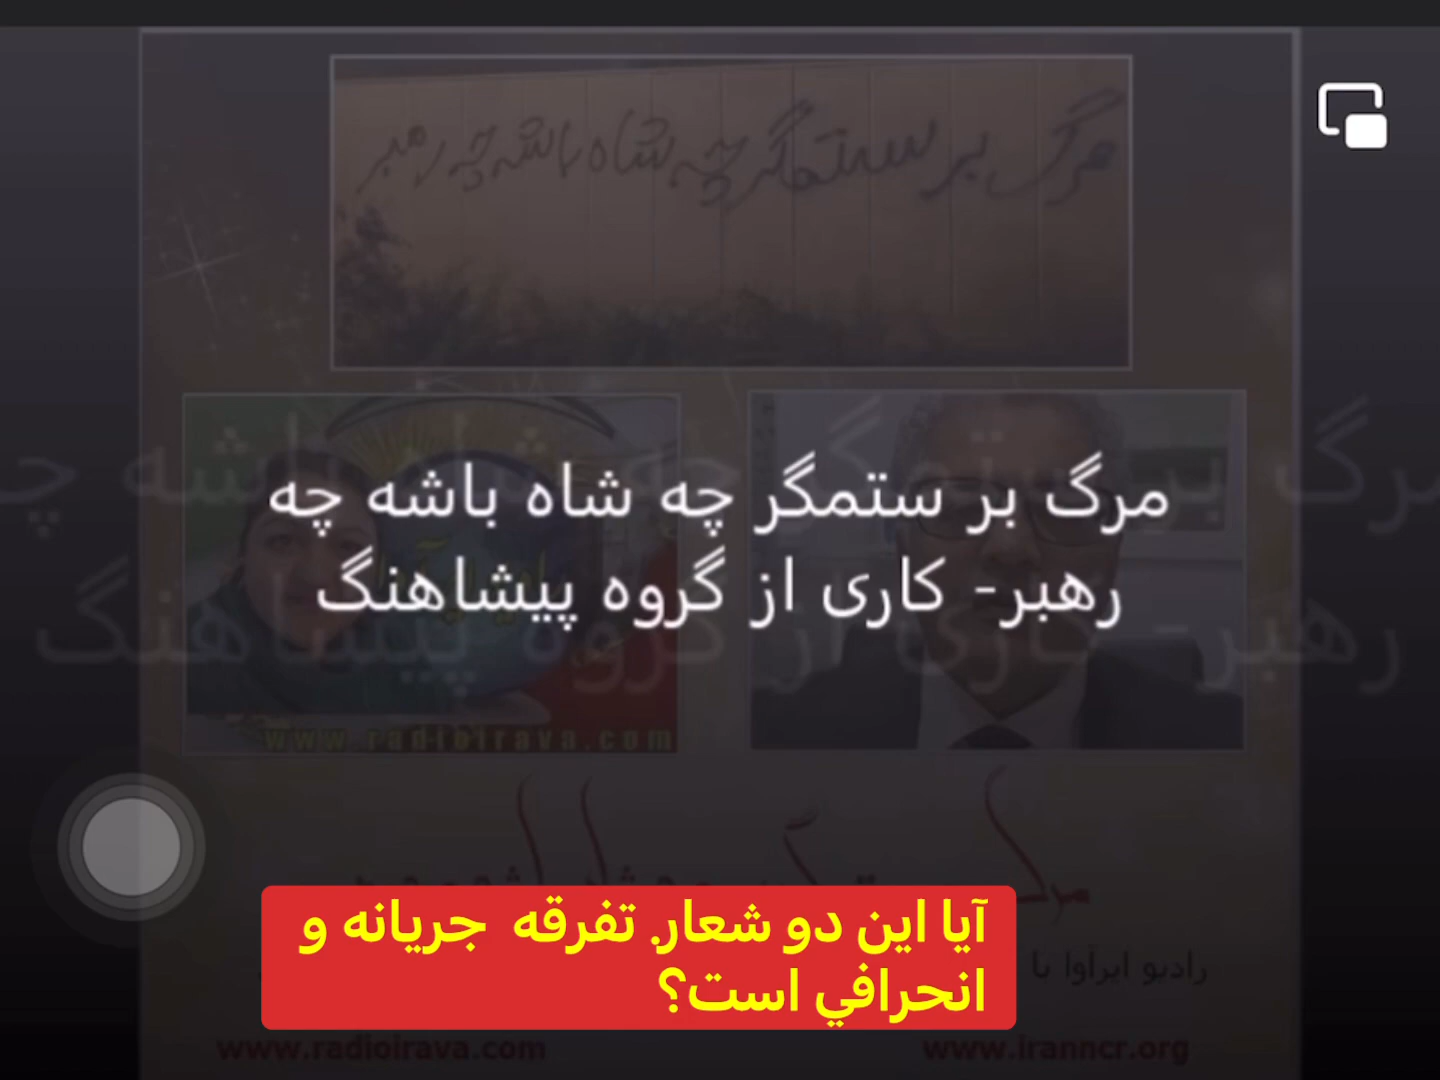 مرگ بر ستمگر چه شاه باشه چه رهبر
مرگ بر ستمگر چه شاه باشه چه
رهبر- کاری از گروه پیشاهنگ
www.radioirava.com
مرگ
آیا این دو شعار. تفرقه جریانه و
انحرافي است؟
رادیو ایرآوا با
www.radioirava.com
www.iranncr.org